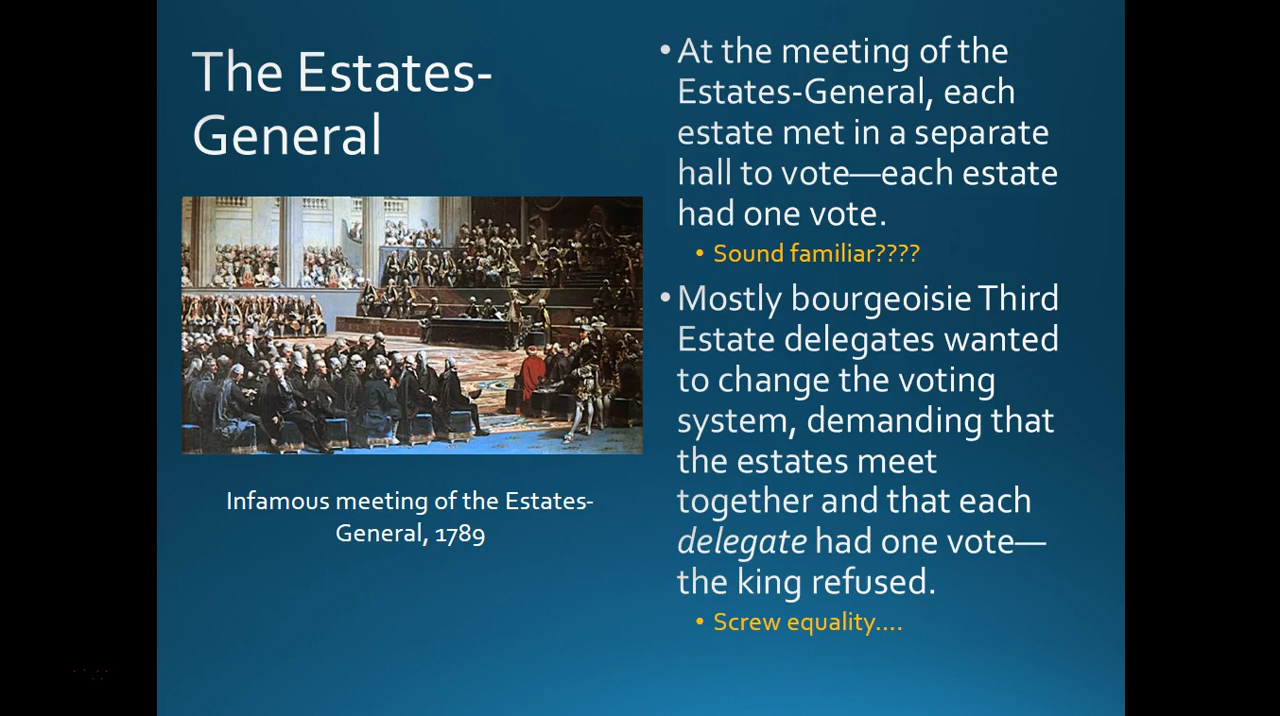 The Estates-
General
Infamous meeting of the Estates-
General, 1789
• At the meeting of the
Estates-General, each
estate met in a separate
hall to vote—each estate
had one vote.
• Sound familiar????
• Mostly bourgeoisie Third
Estate delegates wanted
to change the voting
system, demanding that
the estates meet
together and that each
delegate had one vote—
the king refused.
• Screw equality....